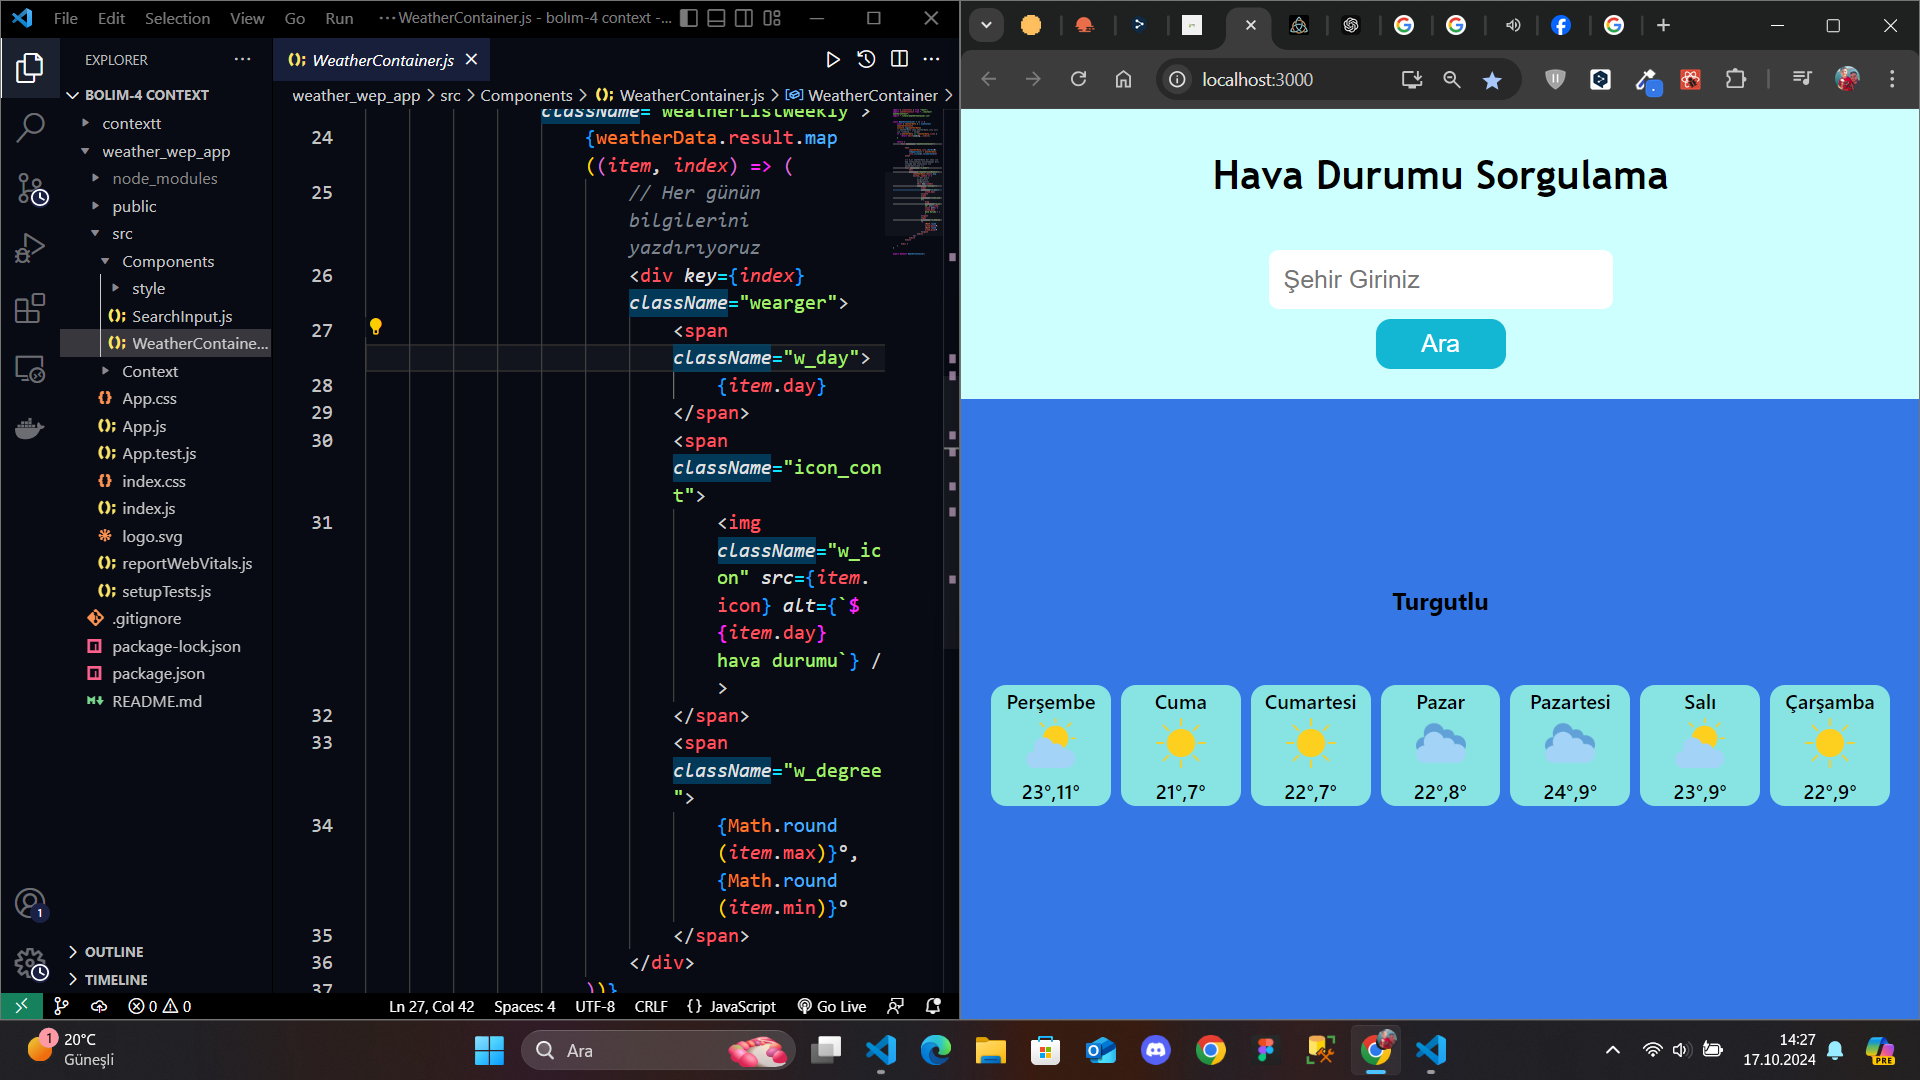 File Edit Selection View Go Run ··· WeatherContainer.js - bolım-4 context -...
EXPLORER ···
WeatherContainer.js
BOLIM-4 CONTEXT
weather_wep_app > src > Components > WeatherContainer.js > WeatherContainer >
contextt
weather_wep_app
node_modules
public
src
Components
style
SearchInput.js
WeatherContaine...
Context
App.css
App.js
App.test.js
index.css
index.js
logo.svg
reportWebVitals.js
setupTests.js
.gitignore
package-lock.json
package.json
README.md
OUTLINE
TIMELINE
className="weatherListWeekly">
24 {weatherData.result.map
((item, index) => (
25 // Her günün
bilgilerini
yazdırıyoruz
26 <div key={index}
className="wearger">
27 <span
className="w_day">
28 {item.day}
29 </span>
30 <span
className="icon_con
t">
31 <img
className="w_ic
on" src={item.
icon} alt={`$
{item.day}
hava durumu`} /
>
32 </span>
33 <span
className="w_degree
">
34 {Math.round
(item.max)}°,
{Math.round
(item.min)}°
35 </span>
36 </div>
37 ))}
0 0 Ln 27, Col 42 Spaces: 4 UTF-8 CRLF {} JavaScript Go Live
1
localhost:3000
Hava Durumu Sorgulama
Şehir Giriniz
Ara
Turgutlu
Perşembe Cuma Cumartesi Pazar Pazartesi Salı Çarşamba
23°,11° 21°,7° 22°,7° 22°,8° 24°,9° 23°,9° 22°,9°
1
20°C
Güneşli
Ara
14:27
17.10.2024
PRE